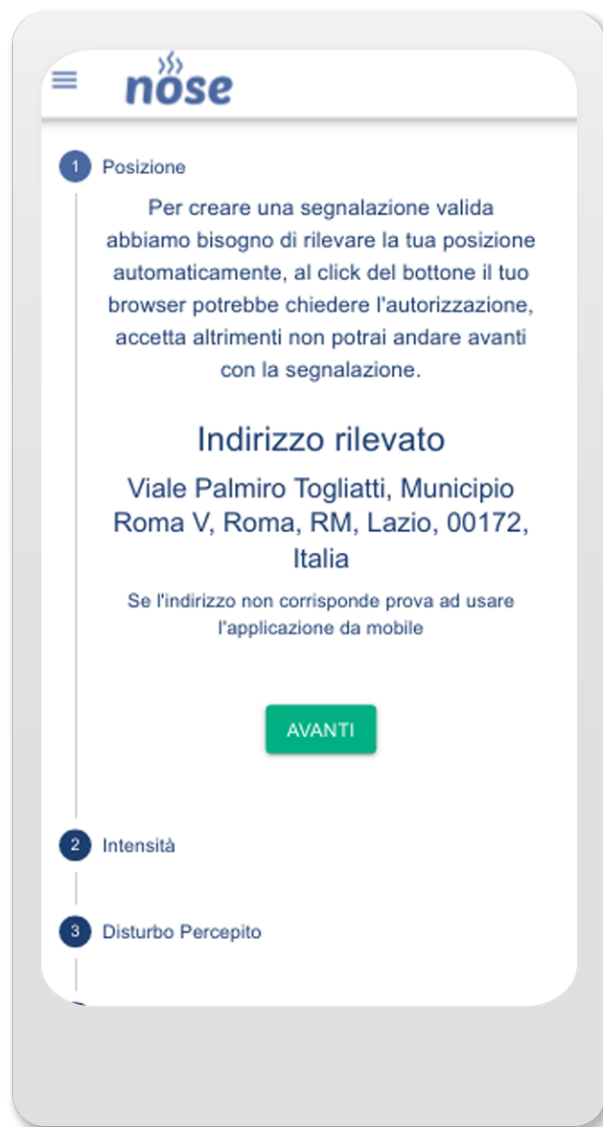 nose
1 Posizione
Per creare una segnalazione valida
abbiamo bisogno di rilevare la tua posizione
automaticamente, al click del bottone il tuo
browser potrebbe chiedere l'autorizzazione,
accetta altrimenti non potrai andare avanti
con la segnalazione.
Indirizzo rilevato
Viale Palmiro Togliatti, Municipio
Roma V, Roma, RM, Lazio, 00172,
Italia
Se l'indirizzo non corrisponde prova ad usare
l'applicazione da mobile
AVANTI
2 Intensità
3 Disturbo Percepito